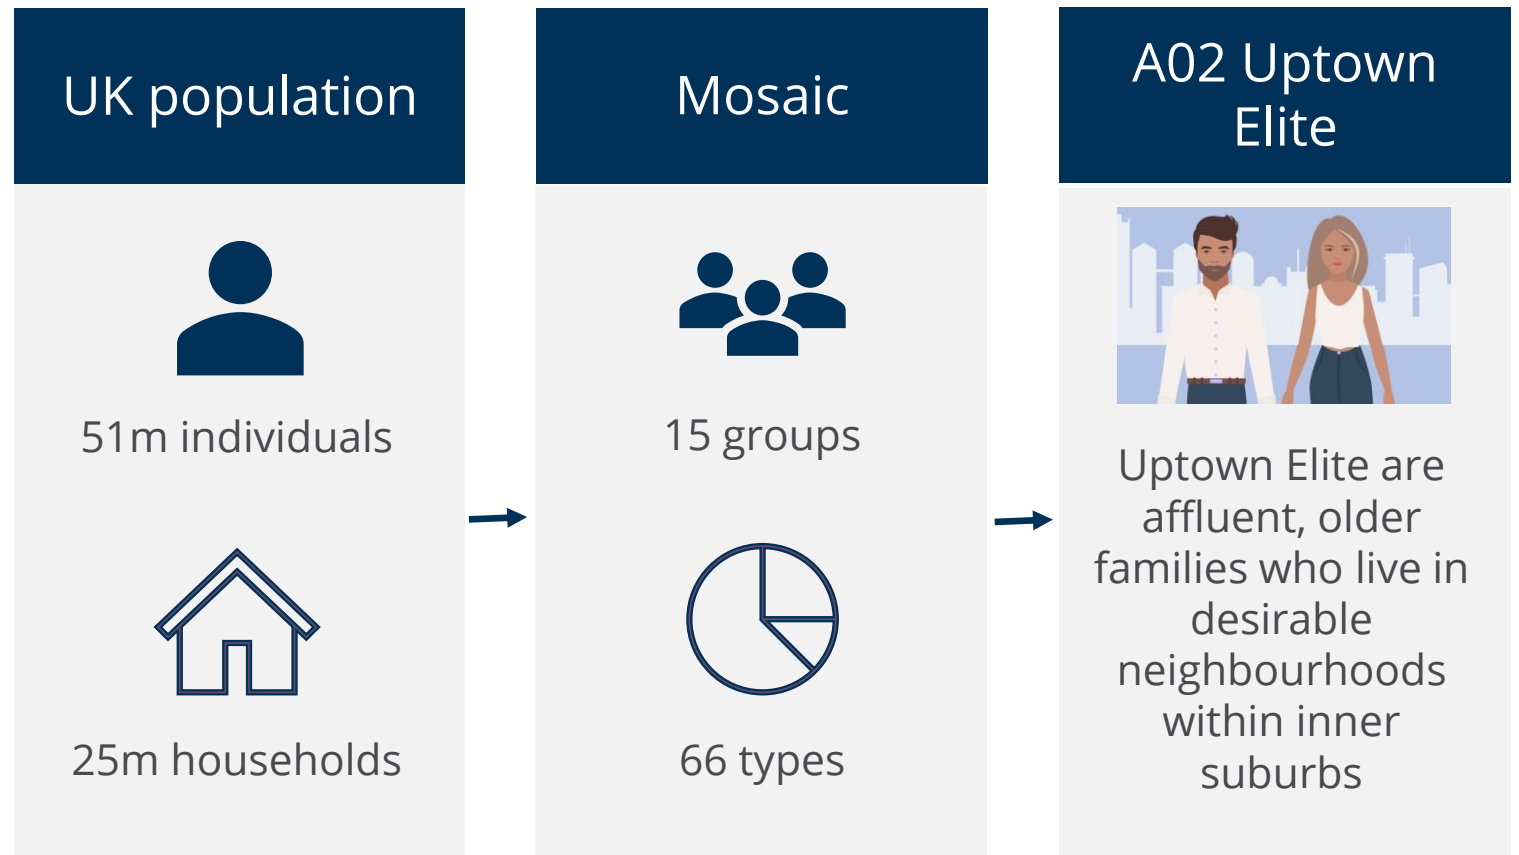 UK population
51m individuals
25m households
Mosaic
15 groups
66 types
A02 Uptown
Elite
Uptown Elite are
affluent, older
families who live in
desirable
neighbourhoods
within inner
suburbs